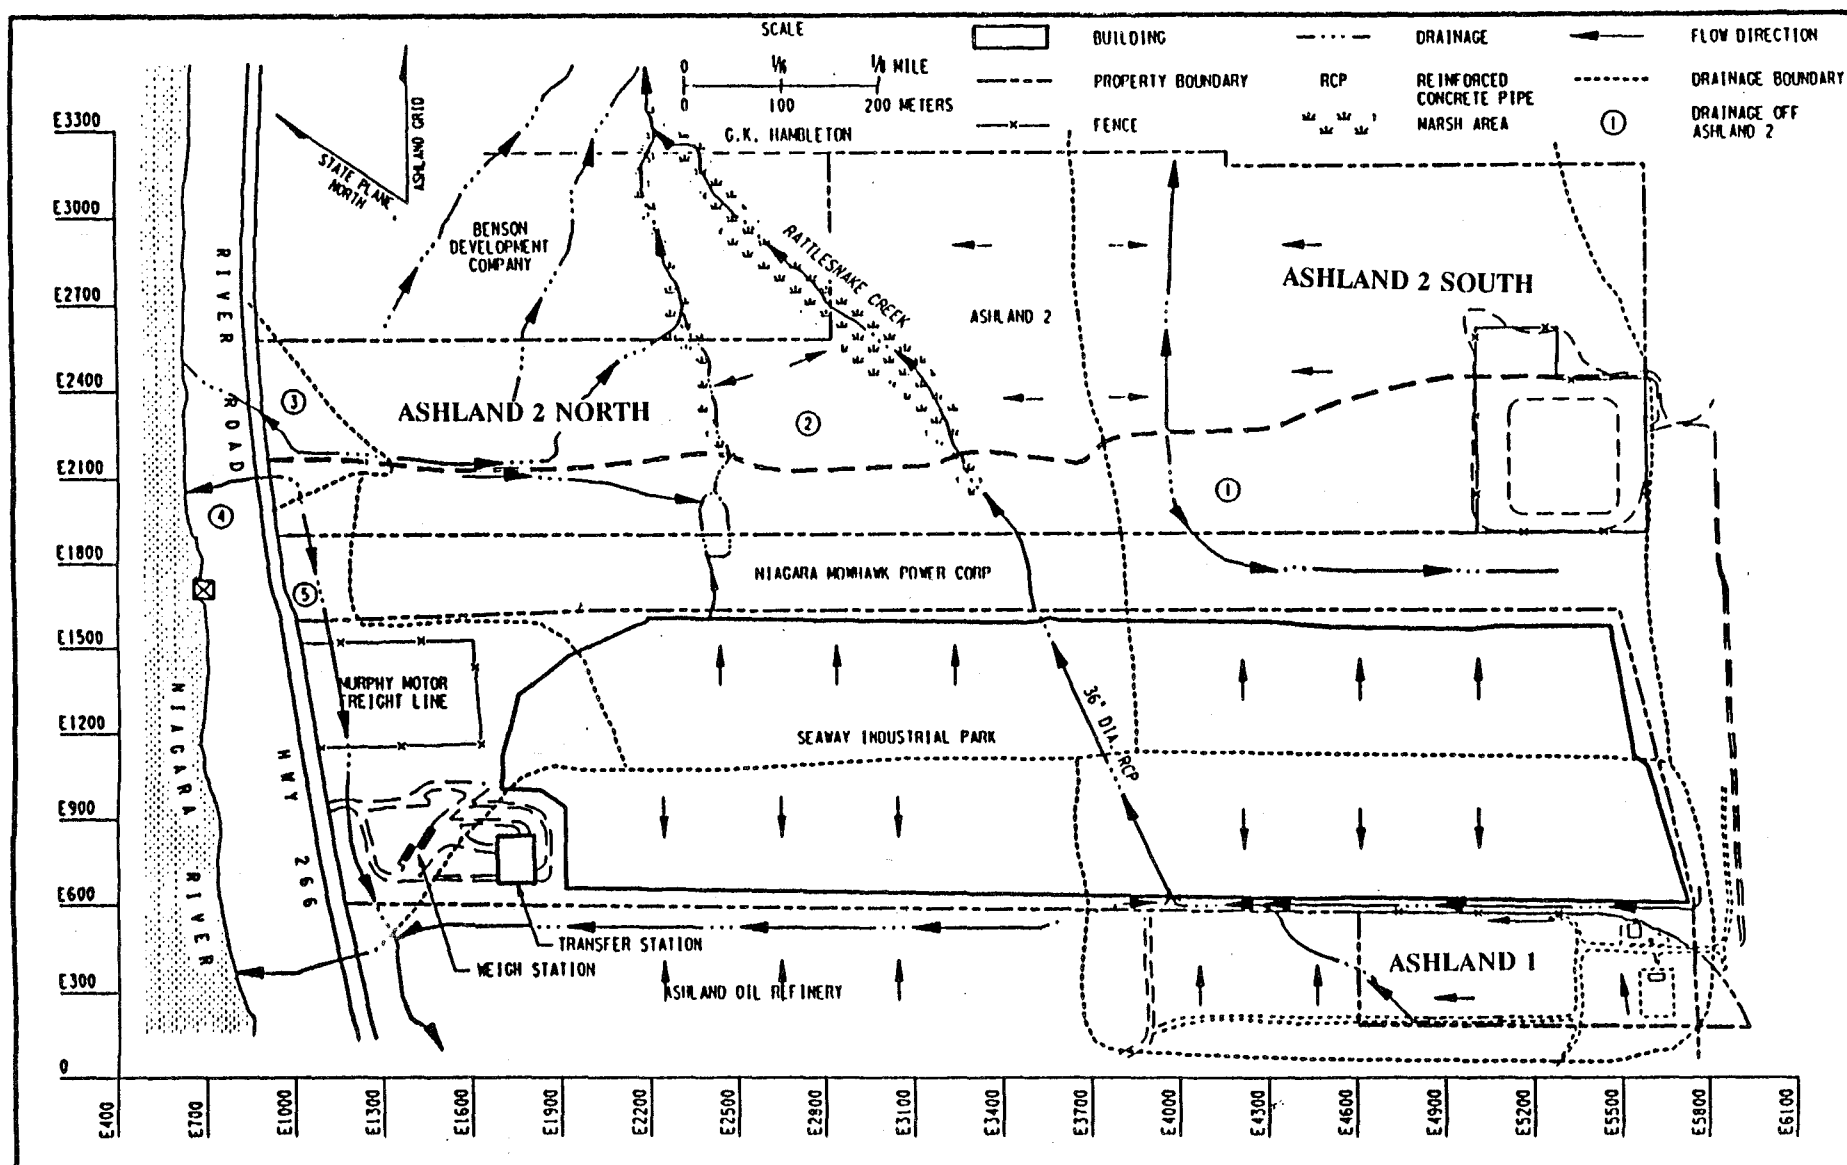 SCALE
0 1/16 1/8 MILE
0 100 200 METERS
BUILDING
PROPERTY BOUNDARY
FENCE
DRAINAGE
RCP REINFORCED
CONCRETE PIPE
MARSH AREA
FLOW DIRECTION
DRAINAGE BOUNDARY
1 DRAINAGE OFF
ASHLAND 2
G.K. HAMBLETON
ASHLAND GRID
STATE PLANE
NORTH
E3300
E3000
E2700
E2400
E2100
E1800
E1500
E1200
E900
E600
E300
0
BENSON
DEVELOPMENT
COMPANY
RATTLESNAKE CREEK
ASHLAND 2
ASHLAND 2 SOUTH
RIVER ROAD
3
ASHLAND 2 NORTH
2
1
4
5
NIAGARA MOWHAWK POWER CORP
MURPHY MOTOR
FREIGHT LINE
SEAWAY INDUSTRIAL PARK
36" DIA. RCP
NIAGARA RIVER
HWY 266
TRANSFER STATION
WEIGH STATION
ASHLAND OIL REFINERY
ASHLAND 1
E400
E700
E1000
E1300
E1600
E1900
E2200
E2500
E2800
E3100
E3400
E3700
E4000
E4300
E4600
E4900
E5200
E5500
E5800
E6100